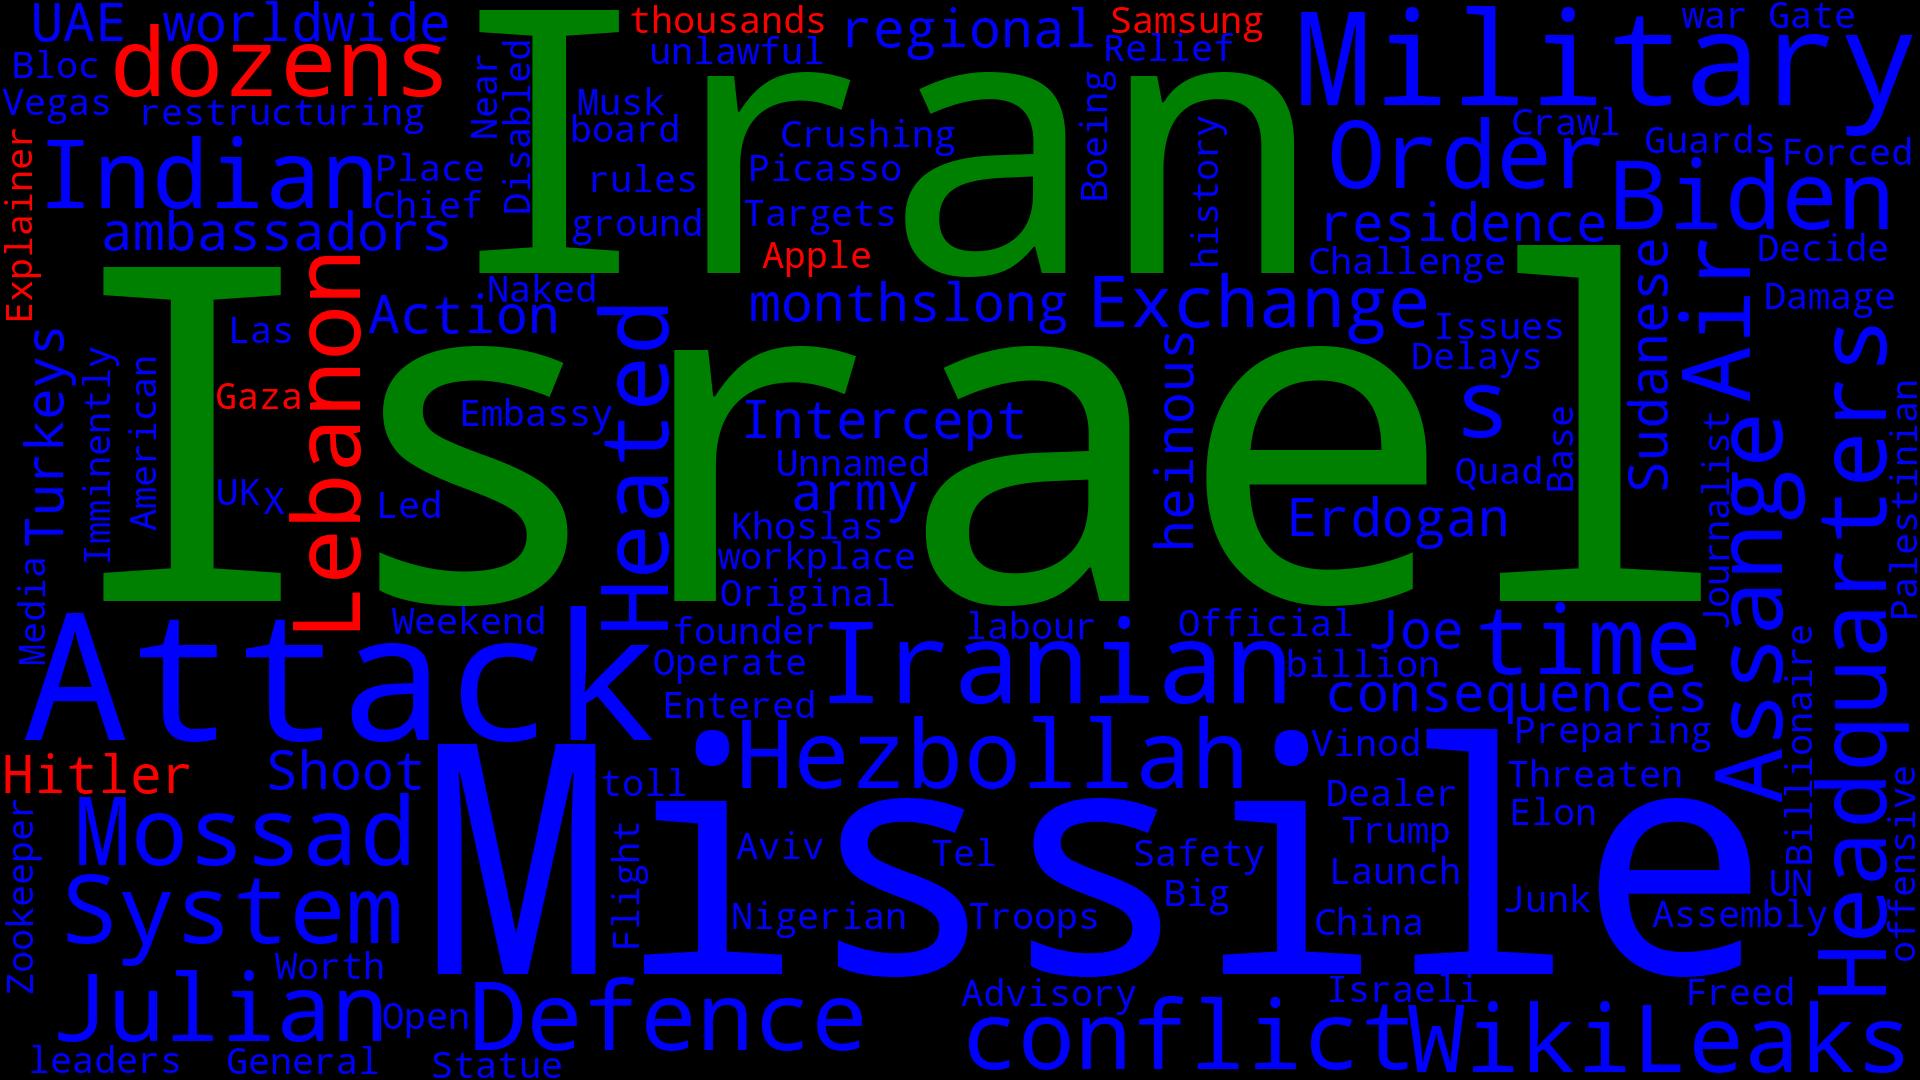 UAE worldwide
thousands
regional
Samsung
Military
war Gate
dozens
unlawful
Relief
Bloc
Iran
Near
Disabled
Vegas
restructuring
Musk
board
Crushing
Boeing
history
Order
Crawl
Guards
Forced
Explainer
Indian
Place
Chief
rules
Picasso
Biden
ground
Targets
residence
ambassadors
Apple
Challenge
Sudanese
Air
Decide
Lebanon
Naked
Action
Heated
monthslong
Exchange
Damage
Issues
Delays
Turkeys
Imminently
American
Las
Israel
heinous
Gaza
Embassy
Intercept
s
Base
Journalist
Assange
Headquarters
Palestinian
Unnamed
Quad
UK
X
Led
army
Erdogan
Khoslas
workplace
Original
Media
Attack
Weekend
founder
labour
Official
Joe
time
Operate
Iranian
billion
Billionaire
Entered
consequences
Hitler
Shoot
Missile
Hezbollah
Vinod
Preparing
toll
Threaten
offensive
Zookeeper
Mossad
Flight
Aviv
Tel
Safety
Dealer
Trump
Elon
System
Big
Launch
Junk
UN
Nigerian
Troops
China
Assembly
Worth
Julian
Open
Defence
Advisory
Israeli
Freed
conflict
WikiLeaks
leaders
General
Statue